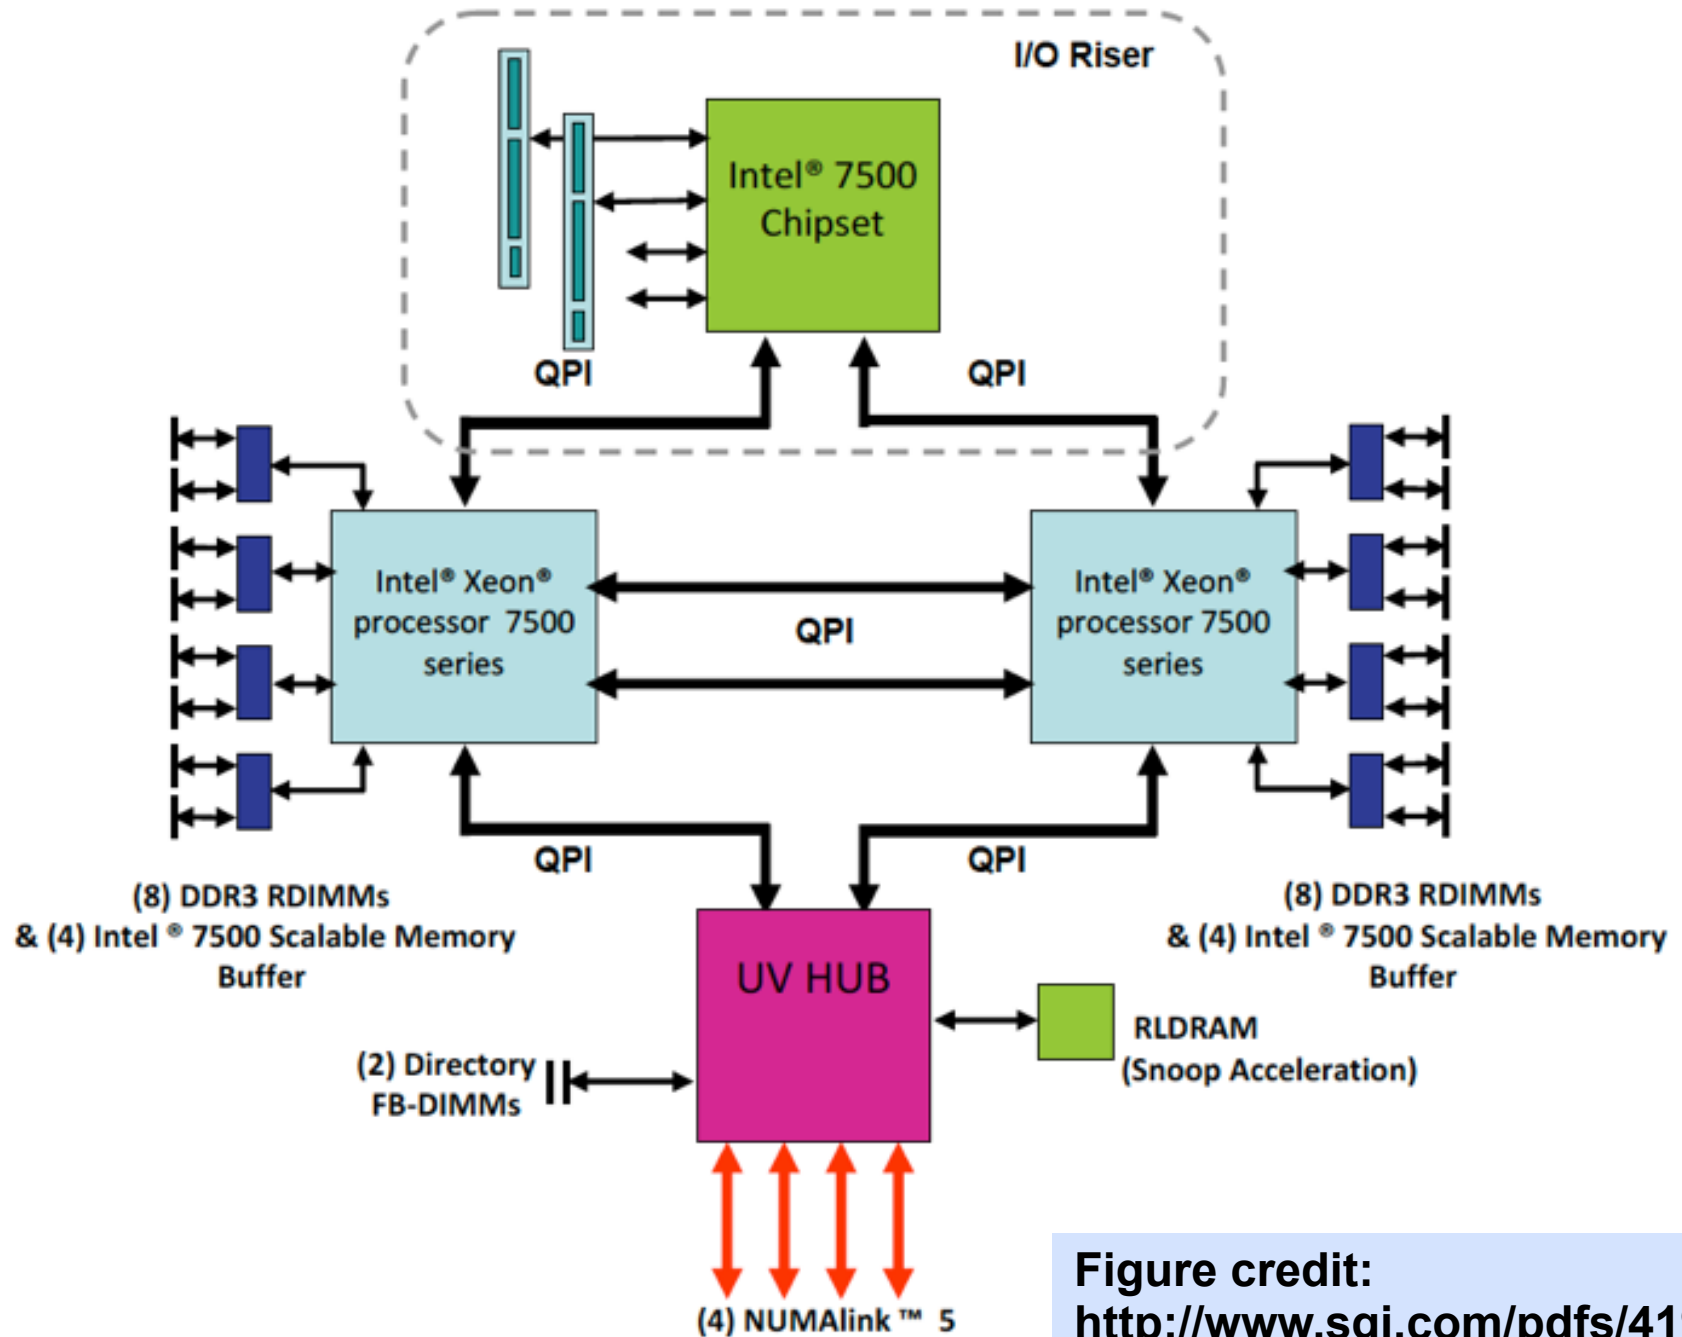 I/O Riser
Intel® 7500
Chipset
QPI
QPI
Intel® Xeon®
processor 7500
series
QPI
Intel® Xeon®
processor 7500
series
QPI
QPI
(8) DDR3 RDIMMs
& (4) Intel ® 7500 Scalable Memory
Buffer
(8) DDR3 RDIMMs
& (4) Intel ® 7500 Scalable Memory
Buffer
UV HUB
RLDRAM
(Snoop Acceleration)
(2) Directory
FB-DIMMs
(4) NUMAlink ™ 5
Figure credit: